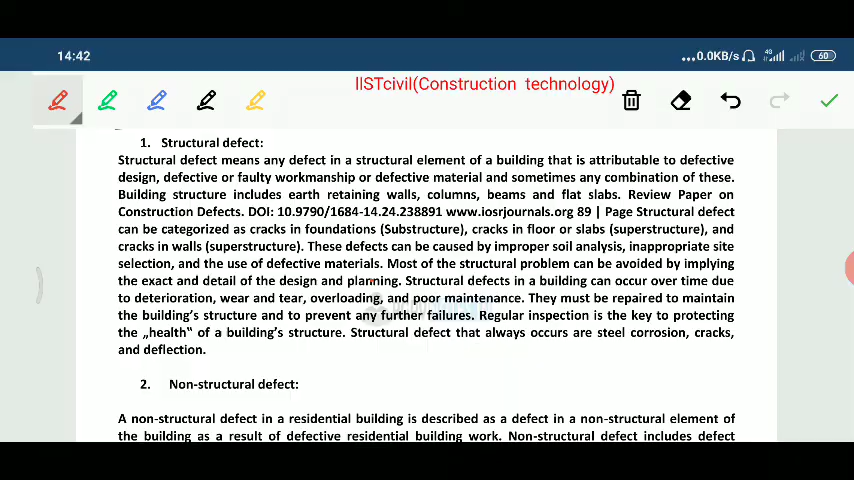 14:42
...0.0KB/s 4G 60
IISTcivil(Construction technology)
1. Structural defect:
Structural defect means any defect in a structural element of a building that is attributable to defective
design, defective or faulty workmanship or defective material and sometimes any combination of these.
Building structure includes earth retaining walls, columns, beams and flat slabs. Review Paper on
Construction Defects. DOI: 10.9790/1684-14.24.238891 www.iosrjournals.org 89 | Page Structural defect
can be categorized as cracks in foundations (Substructure), cracks in floor or slabs (superstructure), and
cracks in walls (superstructure). These defects can be caused by improper soil analysis, inappropriate site
selection, and the use of defective materials. Most of the structural problem can be avoided by implying
the exact and detail of the design and planning. Structural defects in a building can occur over time due
to deterioration, wear and tear, overloading, and poor maintenance. They must be repaired to maintain
the building's structure and to prevent any further failures. Regular inspection is the key to protecting
the „health‟ of a building's structure. Structural defect that always occurs are steel corrosion, cracks,
and deflection.
2. Non-structural defect:
A non-structural defect in a residential building is described as a defect in a non-structural element of
the building as a result of defective residential building work. Non-structural defect includes defect